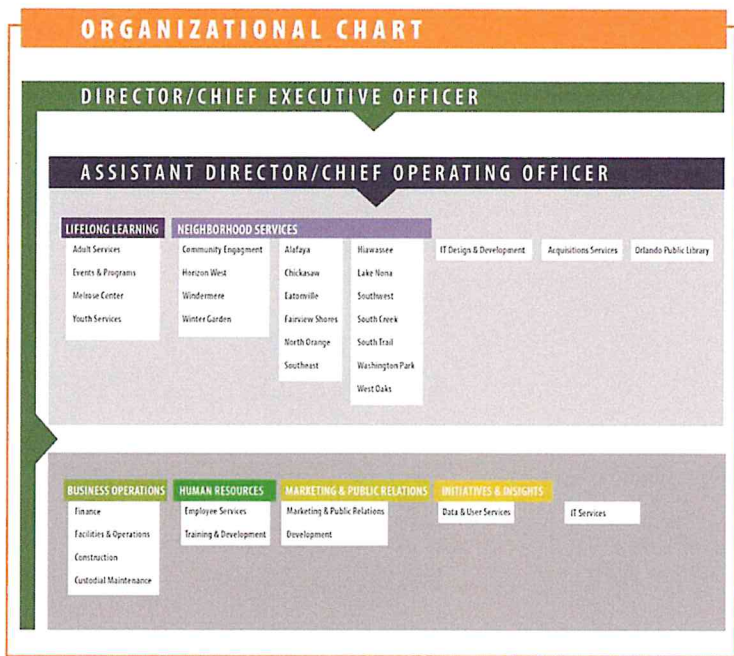 ORGANIZATIONAL CHART
DIRECTOR/CHIEF EXECUTIVE OFFICER
ASSISTANT DIRECTOR/CHIEF OPERATING OFFICER
LIFELONG LEARNING
Adult Services
Events & Programs
Melrose Center
Youth Services
NEIGHBORHOOD SERVICES
Community Engagment
Horizon West
Windermere
Winter Garden
Alafaya
Chickasaw
Eatonville
Fairview Shores
North Orange
Southeast
Hiawassee
Lake Nona
Southwest
South Creek
South Trail
Washington Park
West Oaks
IT Design & Development
Acquisitions Services
Orlando Public Library
BUSINESS OPERATIONS
Finance
Facilities & Operations
Construction
Custodial Maintenance
HUMAN RESOURCES
Employee Services
Training & Development
MARKETING & PUBLIC RELATIONS
Marketing & Public Relations
Development
INITIATIVES & INSIGHTS
Data & User Services
IT Services